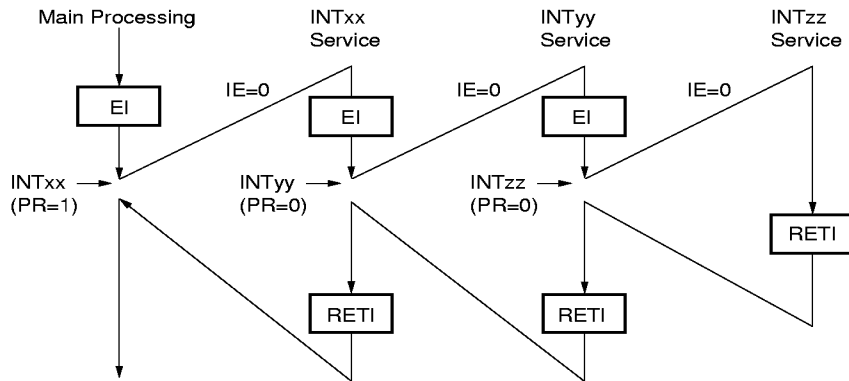 Main Processing
INTxx
Service
INTyy
Service
INTzz
Service
IE=0
IE=0
IE=0
EI
EI
EI
INTxx
(PR=1)
INTyy
(PR=0)
INTzz
(PR=0)
RETI
RETI
RETI